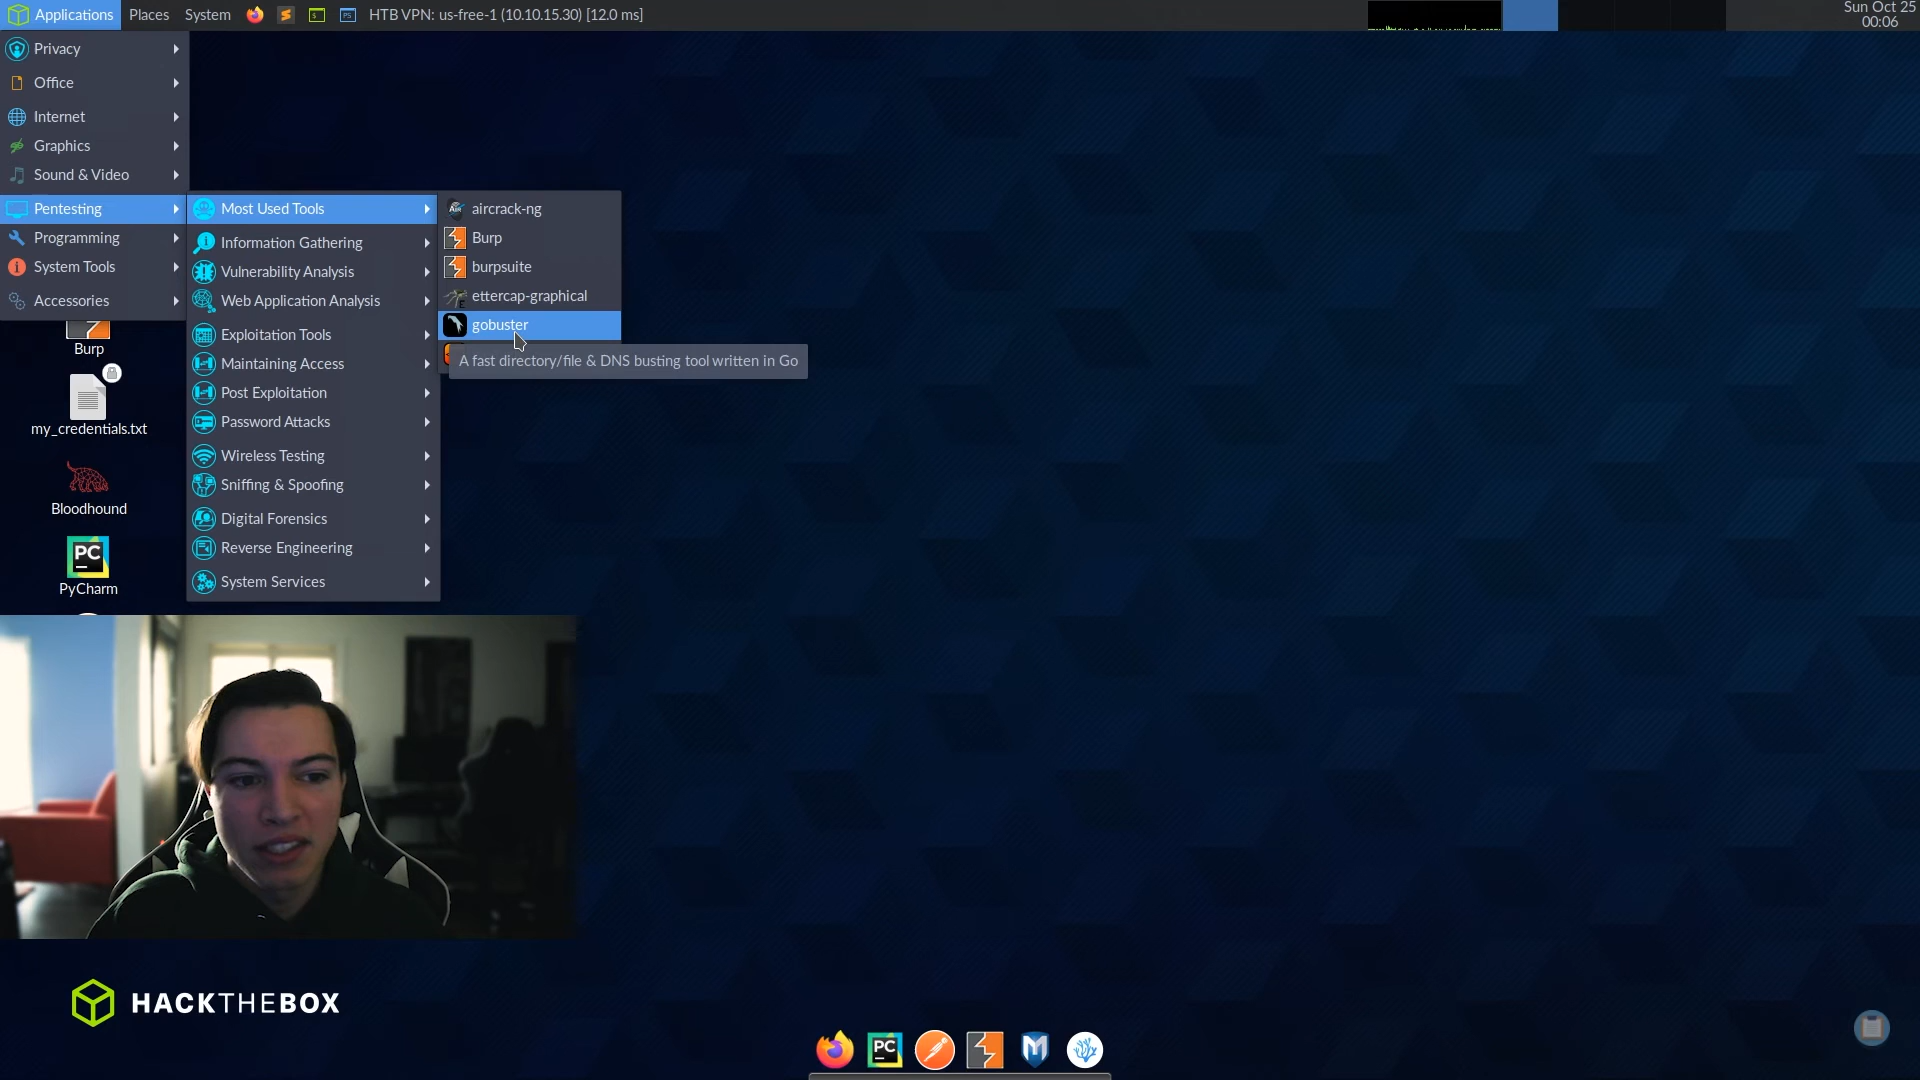 Applications Places System HTB VPN: us-free-1 (10.10.15.30) [12.0 ms]
Sun Oct 25
00:06
Privacy
Office
Internet
Graphics
Sound & Video
Pentesting
Programming
System Tools
Accessories
Most Used Tools
Information Gathering
Vulnerability Analysis
Web Application Analysis
Exploitation Tools
Maintaining Access
Post Exploitation
Password Attacks
Wireless Testing
Sniffing & Spoofing
Digital Forensics
Reverse Engineering
System Services
aircrack-ng
Burp
burpsuite
ettercap-graphical
gobuster
A fast directory/file & DNS busting tool written in Go
Burp
my_credentials.txt
Bloodhound
PC
PyCharm
HACKTHEBOX
PC